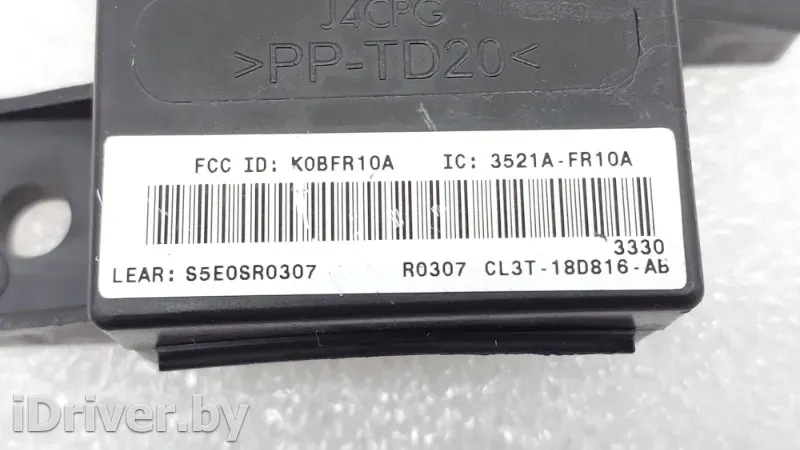 J4CPG
>PP-TD20<
FCC ID: K0BFR10A IC: 3521A-FR10A
3330
LEAR: S5E0SR0307 R0307 CL3T-18D816-AB
iDriver.by